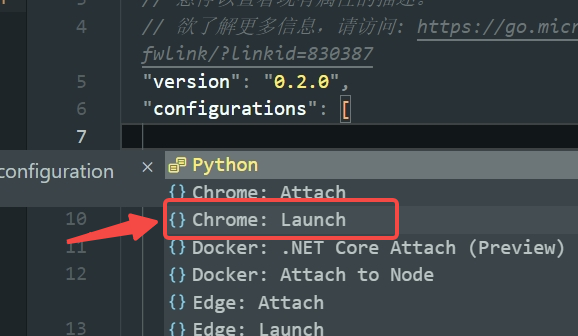 3
// 悬停以查看现有属性的描述。
4 // 欲了解更多信息，请访问: https://go.micr
fwlink/?linkid=830387
5 "version": "0.2.0",
6 "configurations": [
7
configuration × Python
{} Chrome: Attach
10 {} Chrome: Launch
11 {} Docker: .NET Core Attach (Preview)
12 {} Docker: Attach to Node
{} Edge: Attach
13 {} Edge: Launch